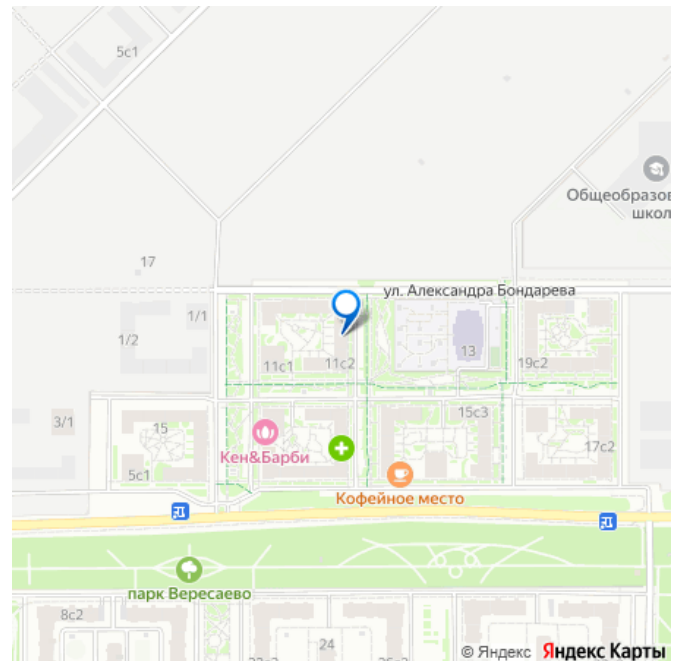 5с1
Общеобразов
школ
17
ул. Александра Бондарева
1/1
1/2
13
11с1
11с2
19с2
3/1
15
15с3
Кен&Барби
17с2
5с1
Кофейное место
парк Вересаево
8с2
24
© Яндекс Яндекс Карты